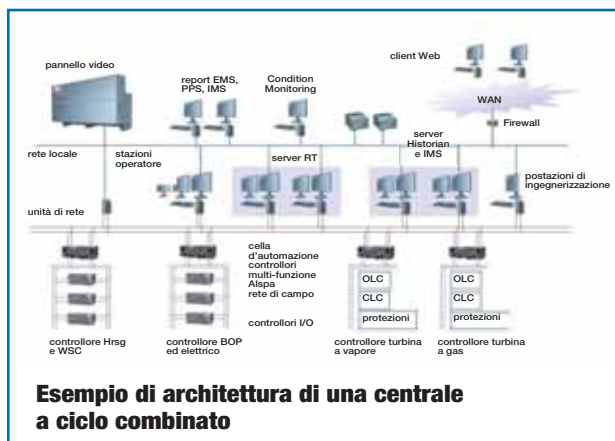 client Web
pannello video
report EMS,
PPS, IMS
Condition
Monitoring
WAN
Firewall
server
Historian
e IMS
rete locale
stazioni
operatore
server RT
postazioni di
ingegnerizzazione
unità di rete
cella
d'automazione
controllori
multi-funzione
Alspa
rete di campo
controllori I/O
OLC
CLC
protezioni
OLC
CLC
protezioni
controllore Hrsg
e WSC
controllore BOP
ed elettrico
controllore turbina
a vapore
controllore turbina
a gas
Esempio di architettura di una centrale
a ciclo combinato